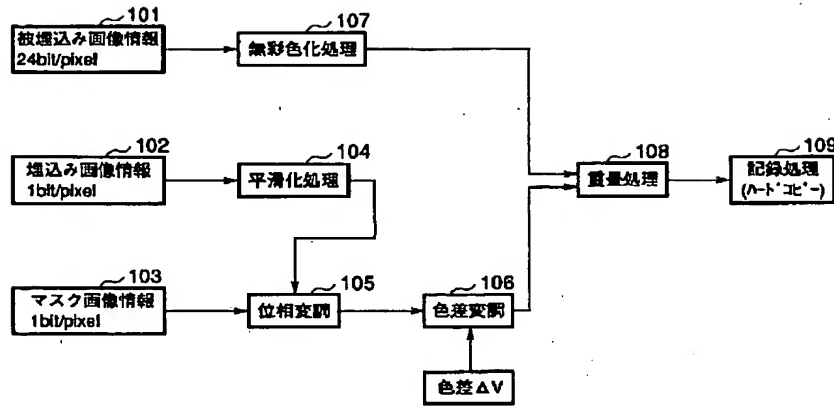 101
被埋込み画像情報
24bit/pixel
107
無彩色化処理
102
埋込み画像情報
1bit/pixel
104
平滑化処理
108
重畳処理
109
記録処理
(ハードコピー)
103
マスク画像情報
1bit/pixel
105
位相変調
106
色差変調
色差ΔV